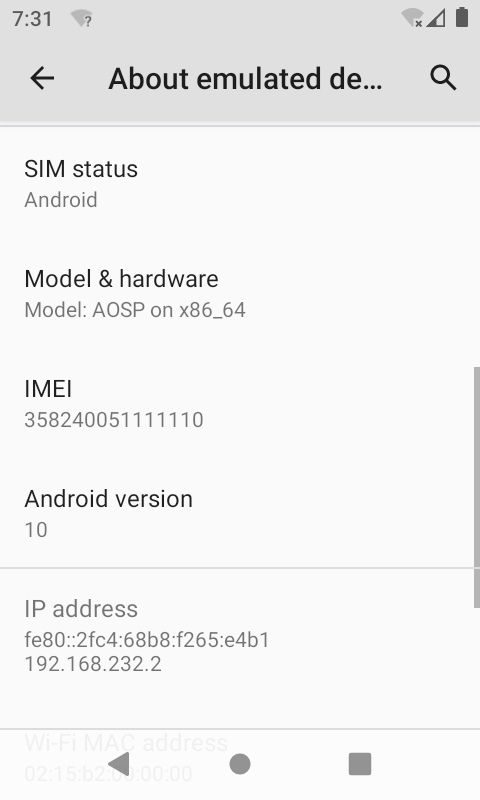 7:31
About emulated de...
SIM status
Android
Model & hardware
Model: AOSP on x86_64
IMEI
358240051111110
Android version
10
IP address
fe80::2fc4:68b8:f265:e4b1
192.168.232.2
Wi-Fi MAC address
02:15:b2:00:00:00